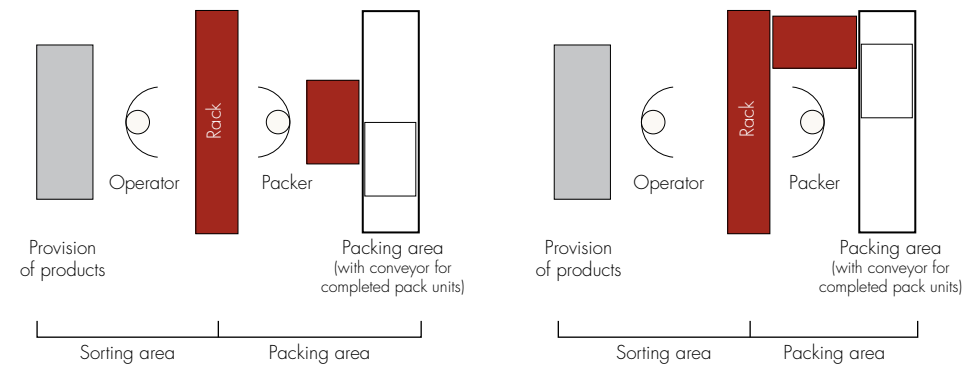 Rack
Operator
Packer
Provision
of products
Packing area
(with conveyor for
completed pack units)
Sorting area
Packing area
Rack
Operator
Packer
Provision
of products
Packing area
(with conveyor for
completed pack units)
Sorting area
Packing area